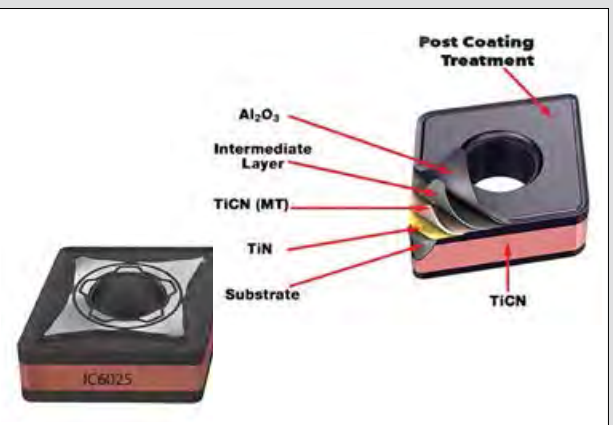 Post Coating
Treatment
Al₂O₃
Intermediate
Layer
TiCN (MT)
TiN
Substrate
TiCN
IC6025